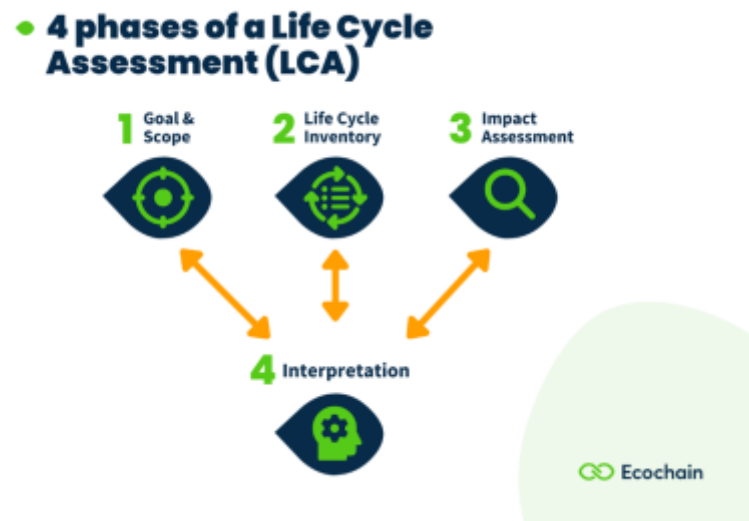 4 phases of a Life Cycle
Assessment (LCA)
1 Goal &
Scope
2 Life Cycle
Inventory
3 Impact
Assessment
4 Interpretation
Ecochain